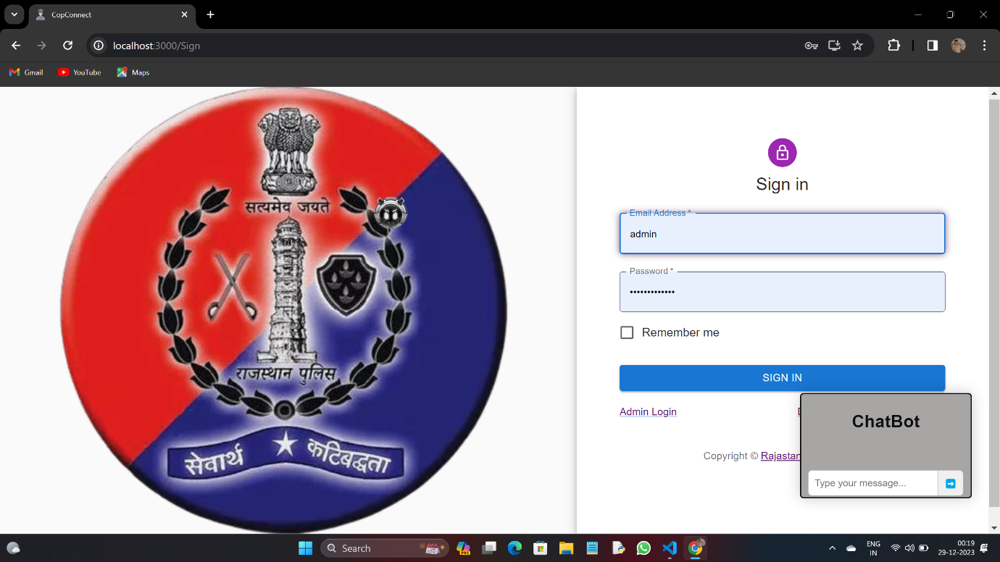 CopConnect
localhost:3000/Sign
Gmail
YouTube
Maps
सत्यमेव जयते
राजस्थान पुलिस
सेवार्थ
कटिबद्धता
Sign in
Email Address *
admin
Password *
•••••••••••••
Remember me
SIGN IN
Admin Login
Copyright © Rajastan
ChatBot
Type your message...
Search
ENG
IN
00:19
29-12-2023